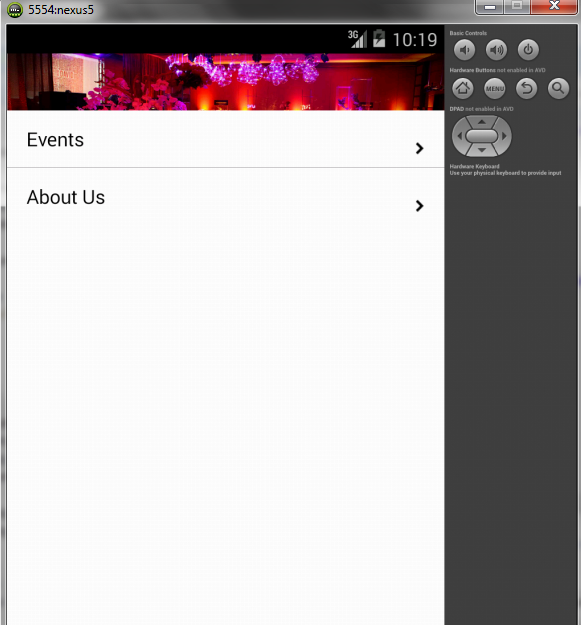 5554:nexus5
3G 10:19
Events
About Us
Basic Controls
Hardware Buttons not enabled in AVD
MENU
DPAD not enabled in AVD
Hardware Keyboard
Use your physical keyboard to provide input